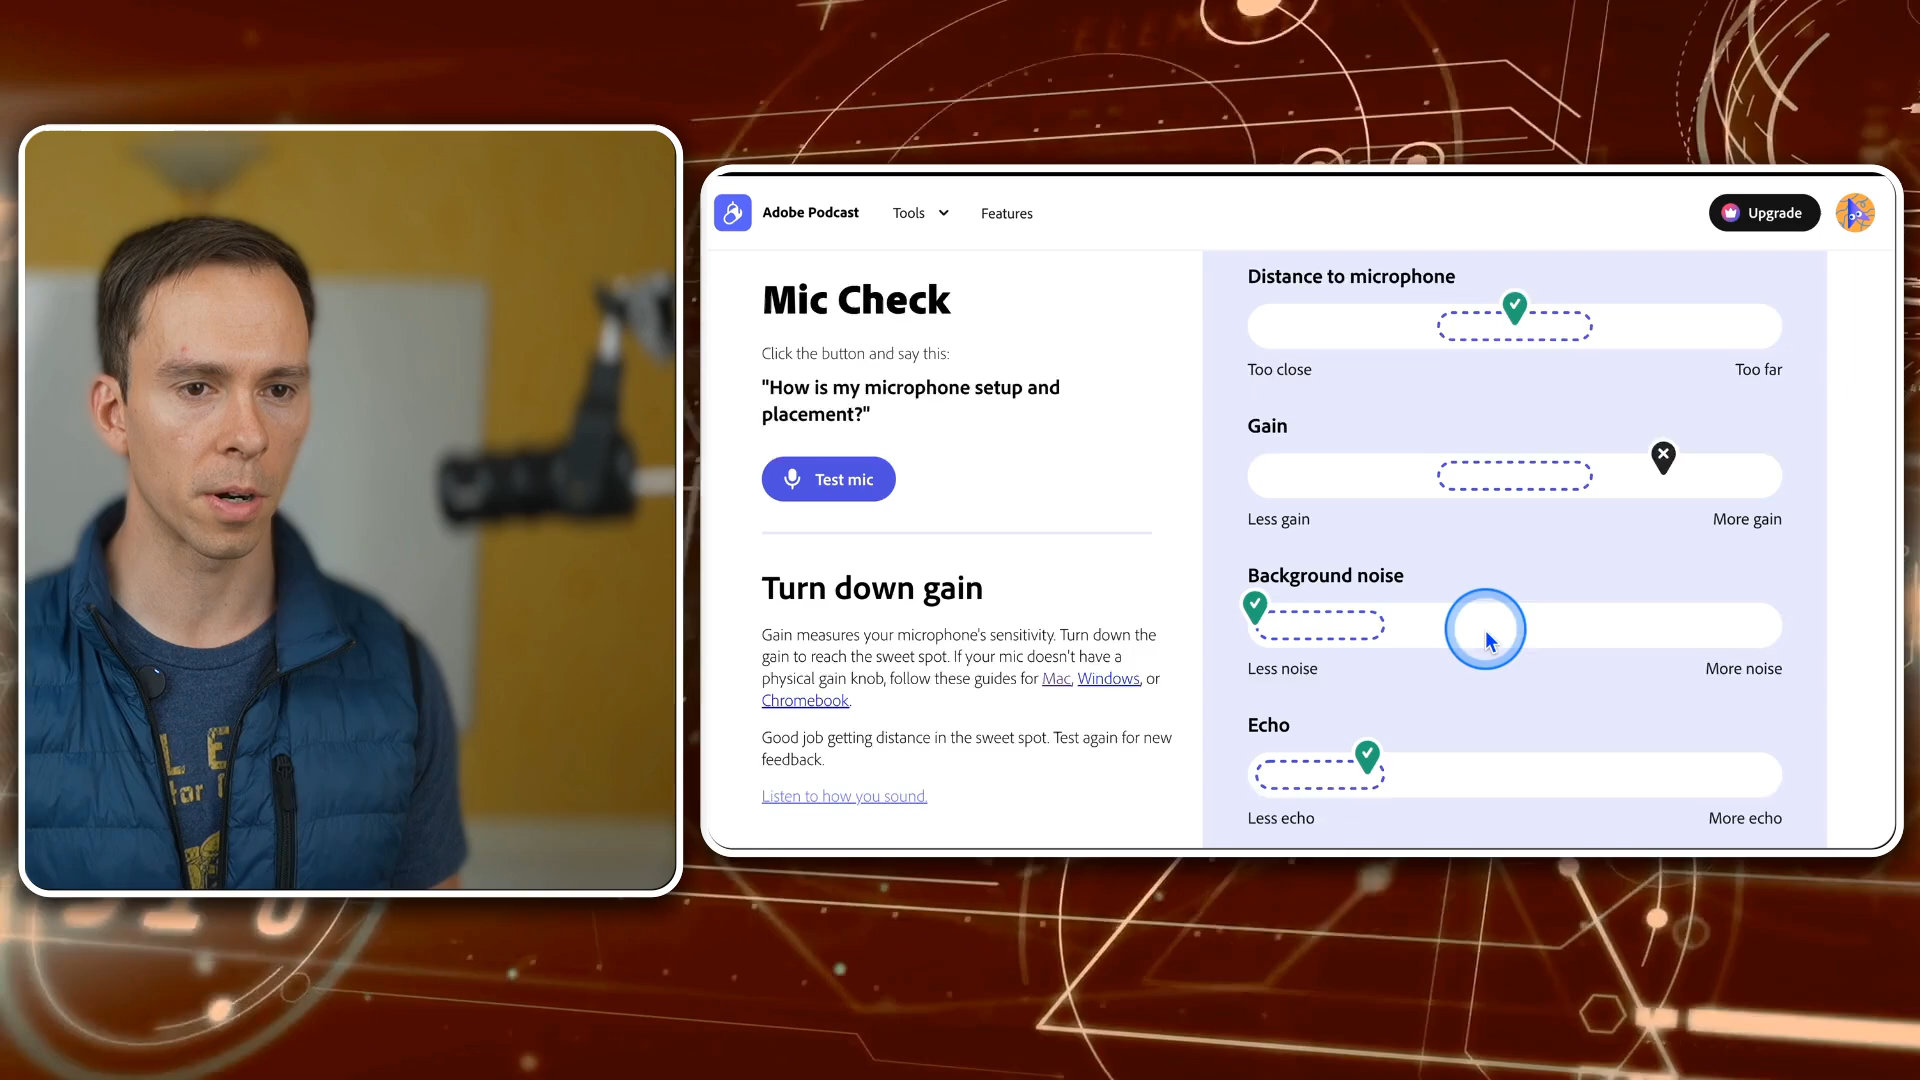 Adobe Podcast
Tools
Features
Upgrade
Mic Check
Click the button and say this:
"How is my microphone setup and
placement?"
Test mic
Turn down gain
Gain measures your microphone's sensitivity. Turn down the
gain to reach the sweet spot. If your mic doesn't have a
physical gain knob, follow these guides for Mac, Windows, or
Chromebook.
Good job getting distance in the sweet spot. Test again for new
feedback.
Listen to how you sound.
Distance to microphone
Too close
Too far
Gain
Less gain
More gain
Background noise
Less noise
More noise
Echo
Less echo
More echo